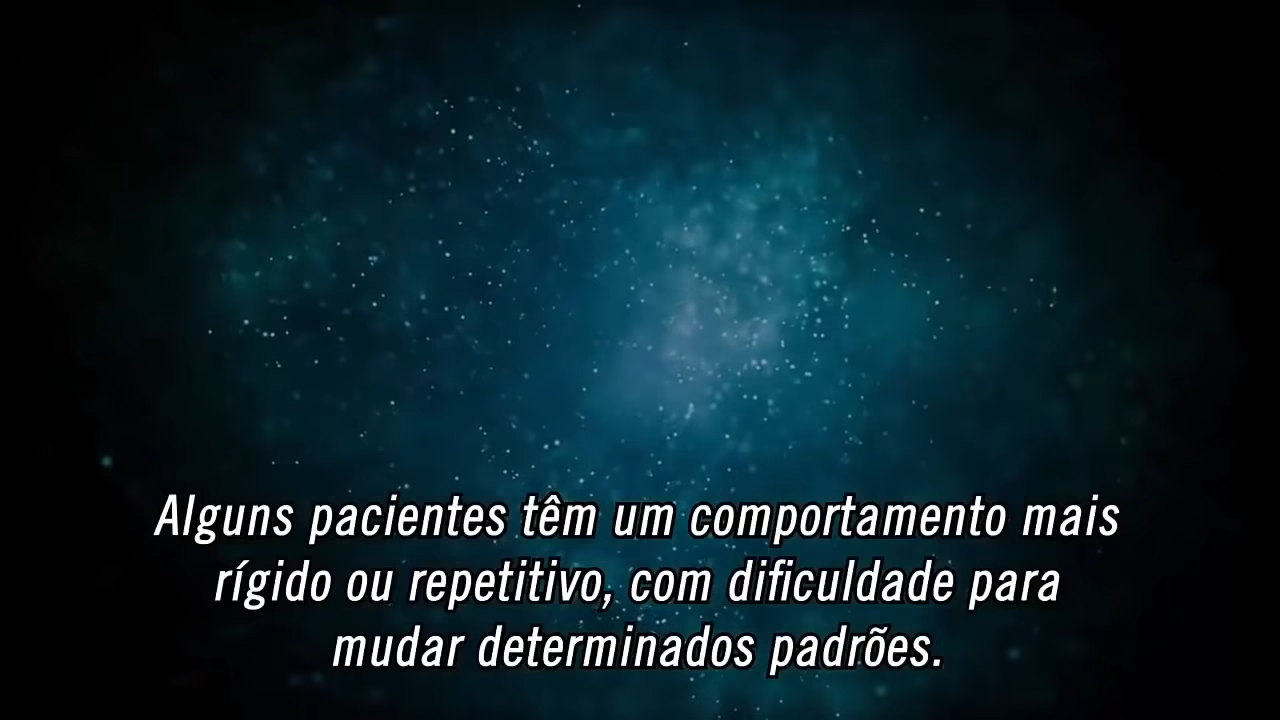 Alguns pacientes têm um comportamento mais
rígido ou repetitivo, com dificuldade para
mudar determinados padrões.